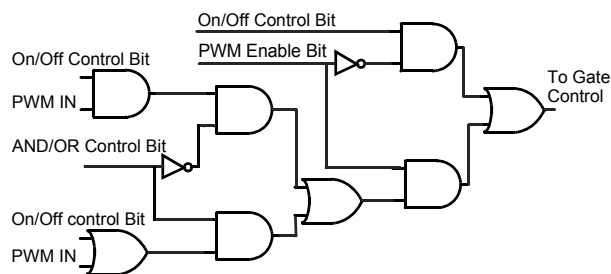 On/Off Control Bit
PWM Enable Bit
On/Off Control Bit
PWM IN
To Gate
Control
AND/OR Control Bit
On/Off control Bit
PWM IN